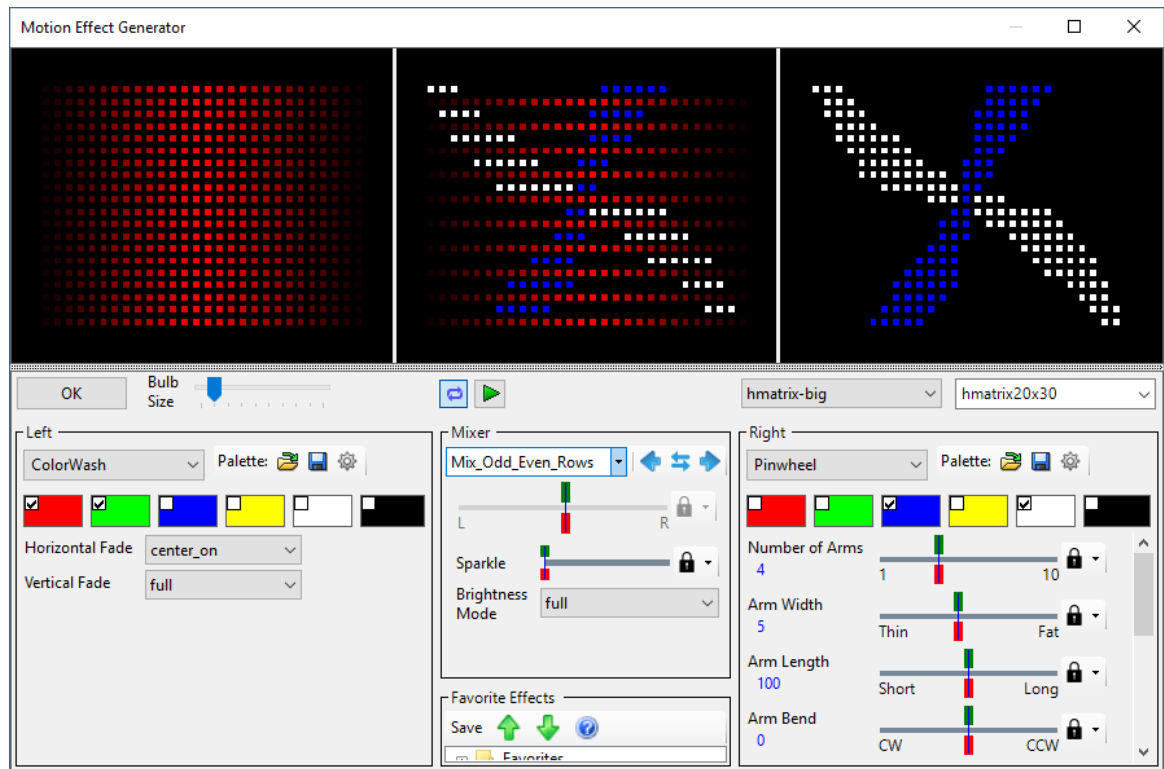 Motion Effect Generator
OK
Bulb Size
hmatrix-big
hmatrix20x30
Left
ColorWash
Palette:
Horizontal Fade
center_on
Vertical Fade
full
Mixer
Mix_Odd_Even_Rows
L
R
Sparkle
Brightness Mode
full
Favorite Effects
Save
Favorites
Right
Pinwheel
Palette:
Number of Arms
4
1
10
Arm Width
5
Thin
Fat
Arm Length
100
Short
Long
Arm Bend
0
CW
CCW